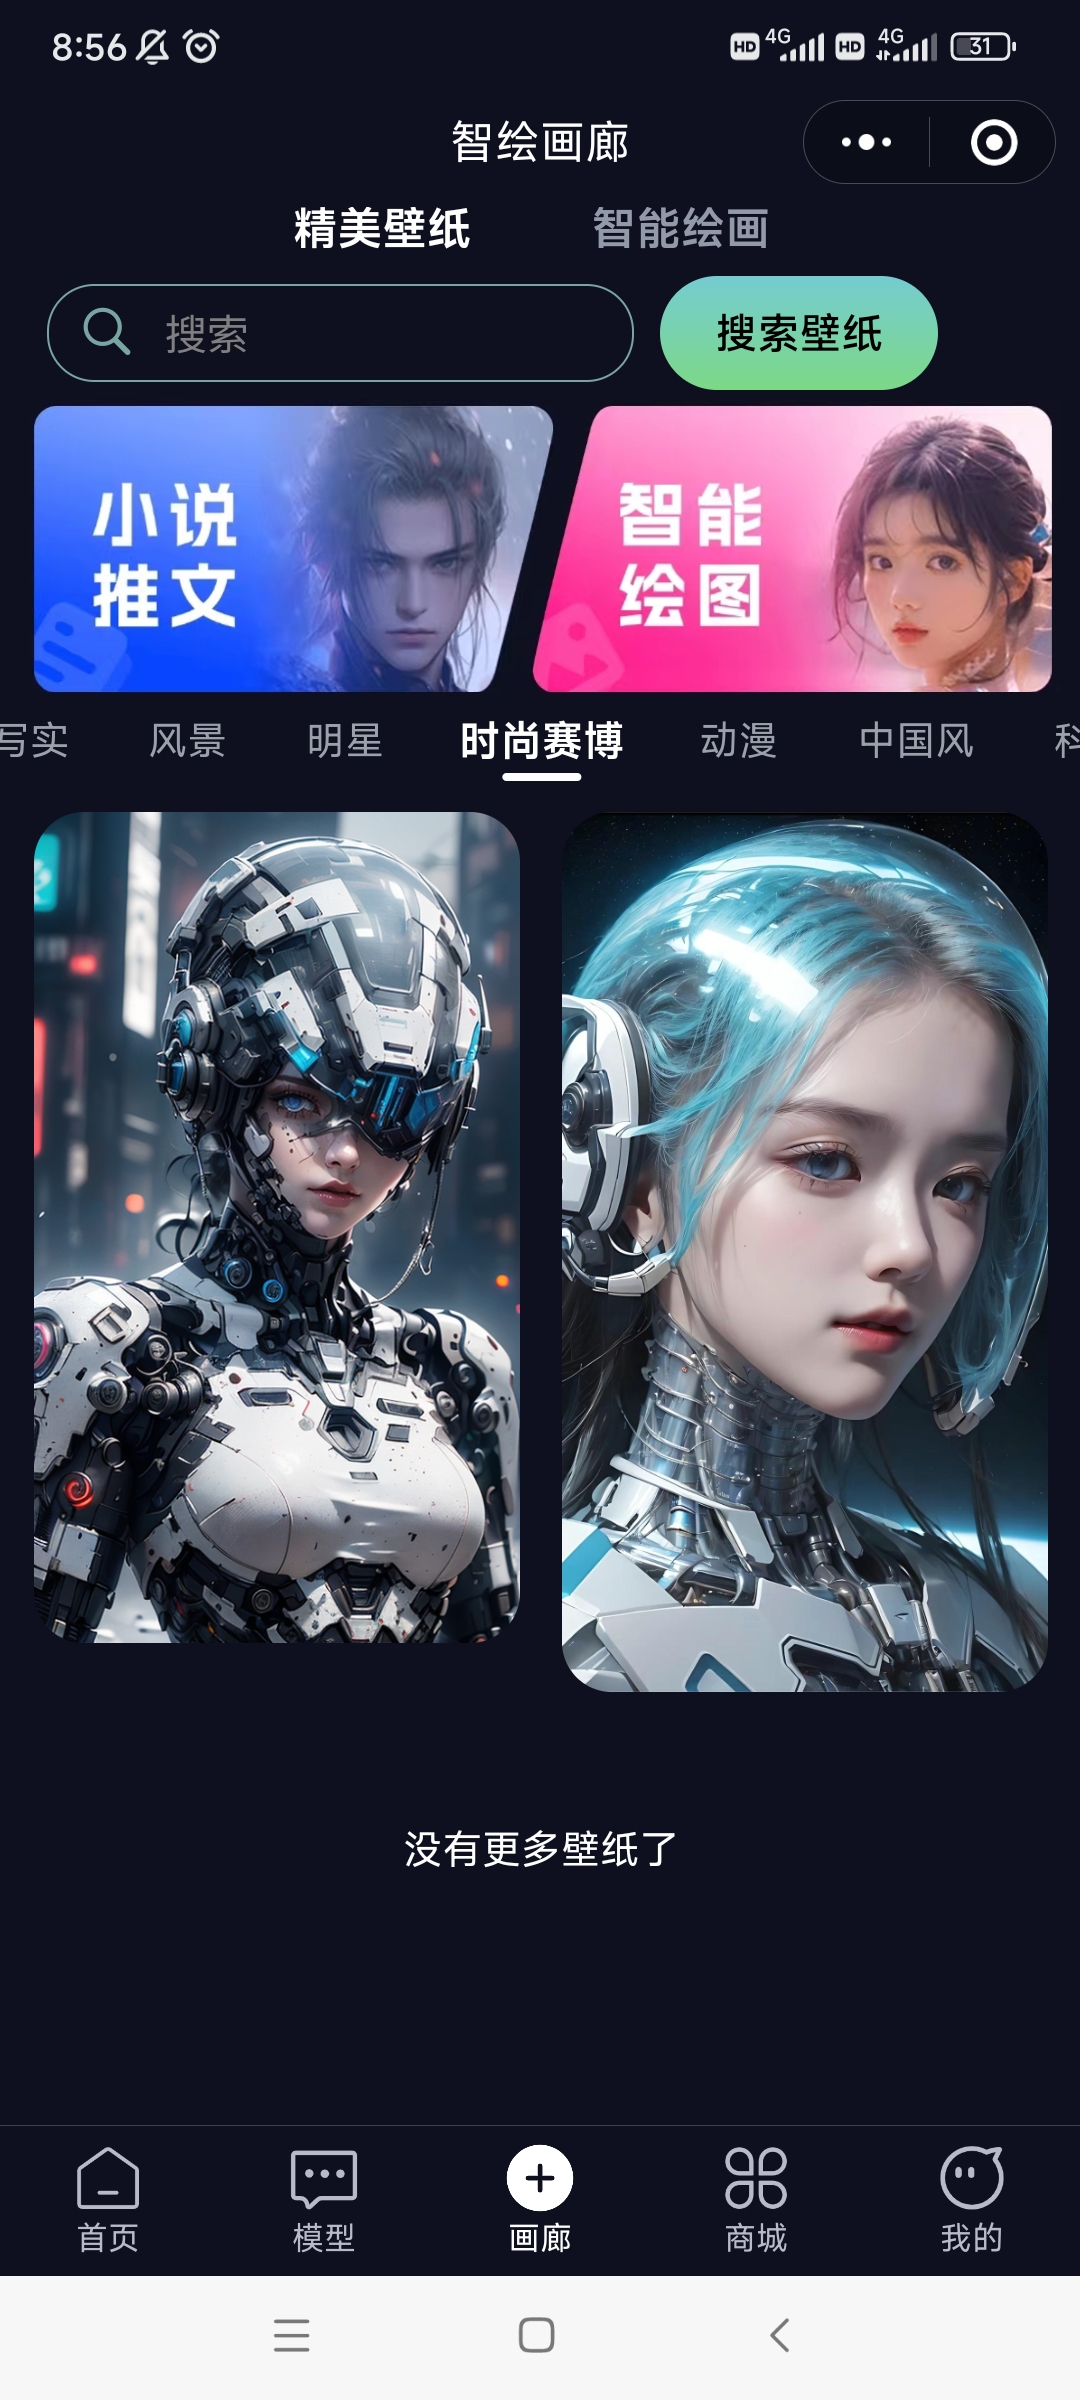 8:56
HD 4G HD 4G 31
智绘画廊
精美壁纸 智能绘画
搜索 搜索壁纸
小说
推文
智能
绘图
写实 风景 明星 时尚赛博 动漫 中国风 科
没有更多壁纸了
首页 模型 画廊 商城 我的